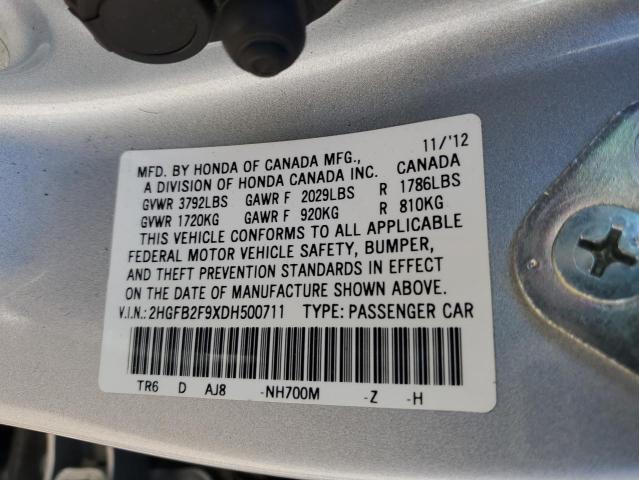 MFD. BY HONDA OF CANADA MFG., 11/'12
A DIVISION OF HONDA CANADA INC. CANADA
GVWR 3792LBS GAWR F 2029LBS R 1786LBS
GVWR 1720KG GAWR F 920KG R 810KG
THIS VEHICLE CONFORMS TO ALL APPLICABLE
FEDERAL MOTOR VEHICLE SAFETY, BUMPER,
AND THEFT PREVENTION STANDARDS IN EFFECT
ON THE DATE OF MANUFACTURE SHOWN ABOVE.
V.I.N.: 2HGFB2F9XDH500711 TYPE: PASSENGER CAR
TR6 D AJ8 -NH700M -Z -H